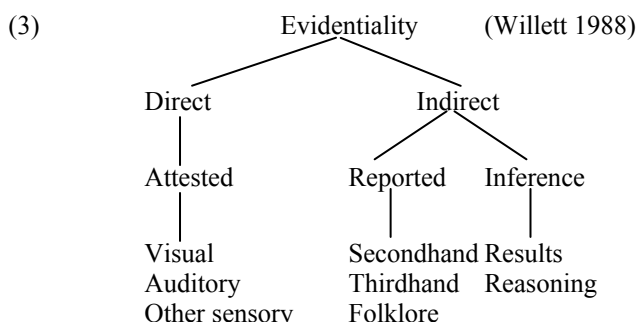 (3) Evidentiality (Willett 1988)
Direct Indirect
Attested Reported Inference
Visual Secondhand Results
Auditory Thirdhand Reasoning
Other sensory Folklore